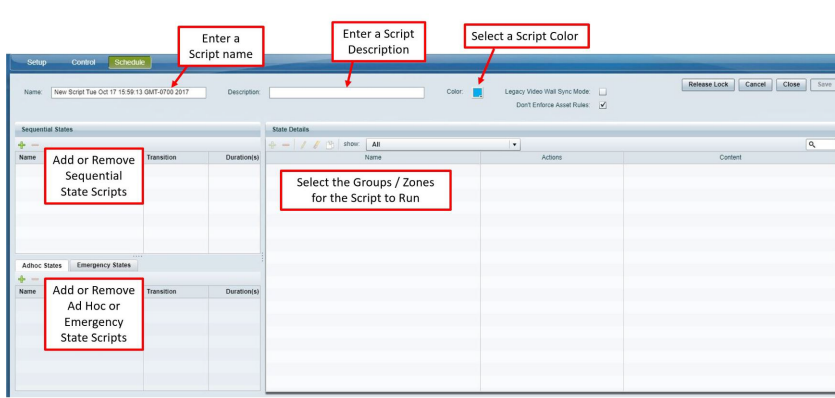 Enter a
Script name
Enter a Script
Description
Select a Script Color
Setup Control Schedule
Name: New Script Tue Oct 17 15:59:13 GMT-0700 2017 Description: Color: Legacy Video Wall Sync Mode: Release Lock Cancel Close Save
Don't Enforce Asset Rules:
Sequential States State Details
show: All
Name Transition Duration(s) Name Actions Content
Add or Remove
Sequential
State Scripts
Select the Groups / Zones
for the Script to Run
Adhoc States Emergency States
Name Transition Duration(s)
Add or Remove
Ad Hoc or
Emergency
State Scripts